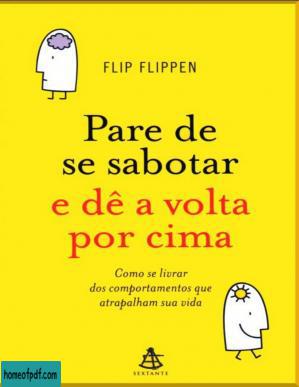 FLIP FLIPPEN
Pare de
se sabotar
e dê a volta
por cima
Como se livrar
dos comportamentos que
atrapalham sua vida
SEXTANTE
homeofpdf.com